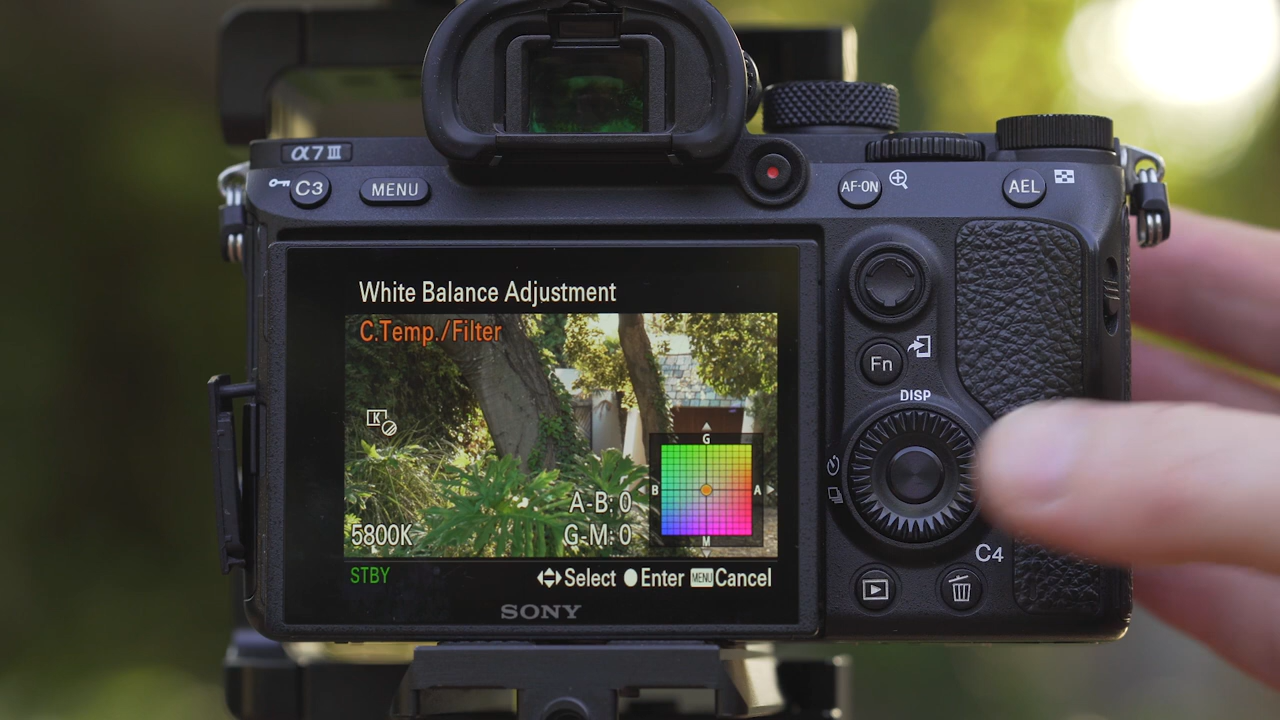 α7III
C3
MENU
AF-ON
AEL
White Balance Adjustment
C.Temp./Filter
K
Fn
DISP
G
B
A
A-B: 0
5800K
G-M: 0
M
C4
STBY
Select Enter MENU Cancel
SONY